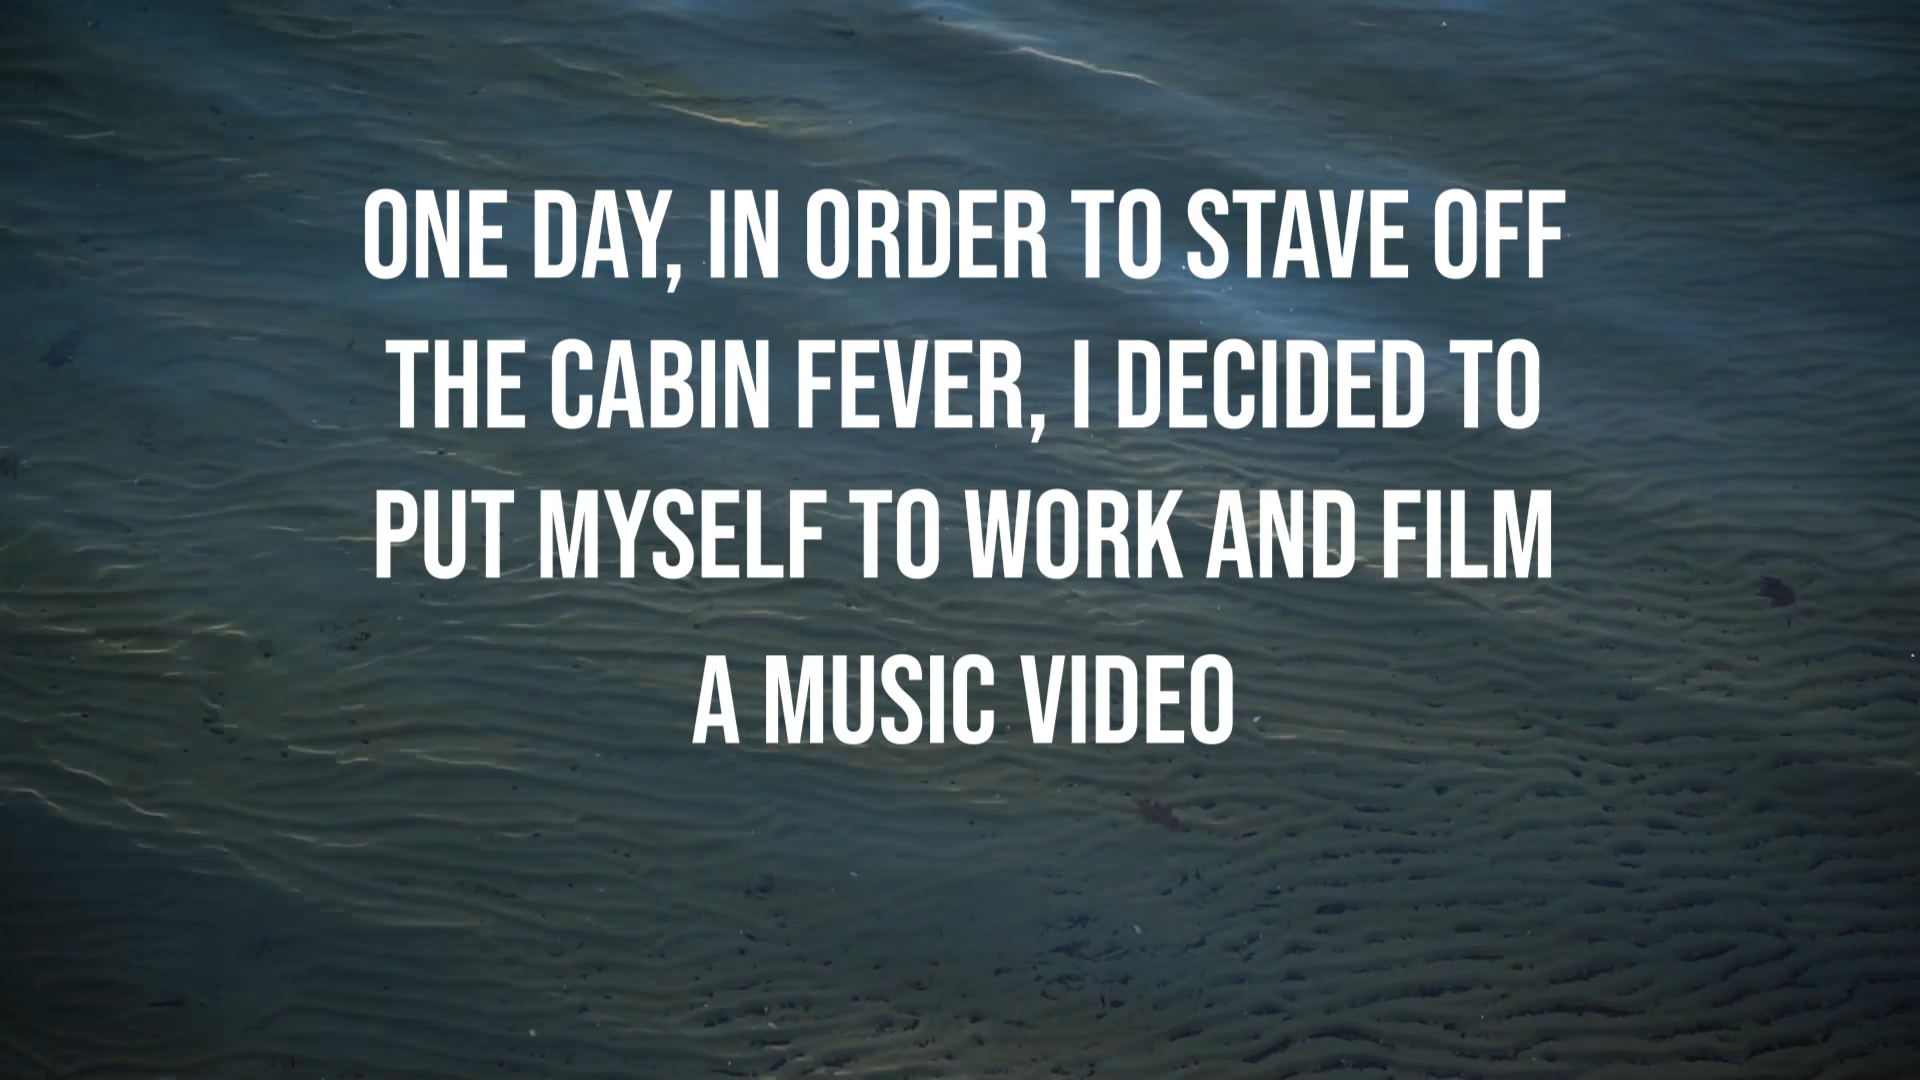 ONE DAY, IN ORDER TO STAVE OFF
THE CABIN FEVER, I DECIDED TO
PUT MYSELF TO WORK AND FILM
A MUSIC VIDEO